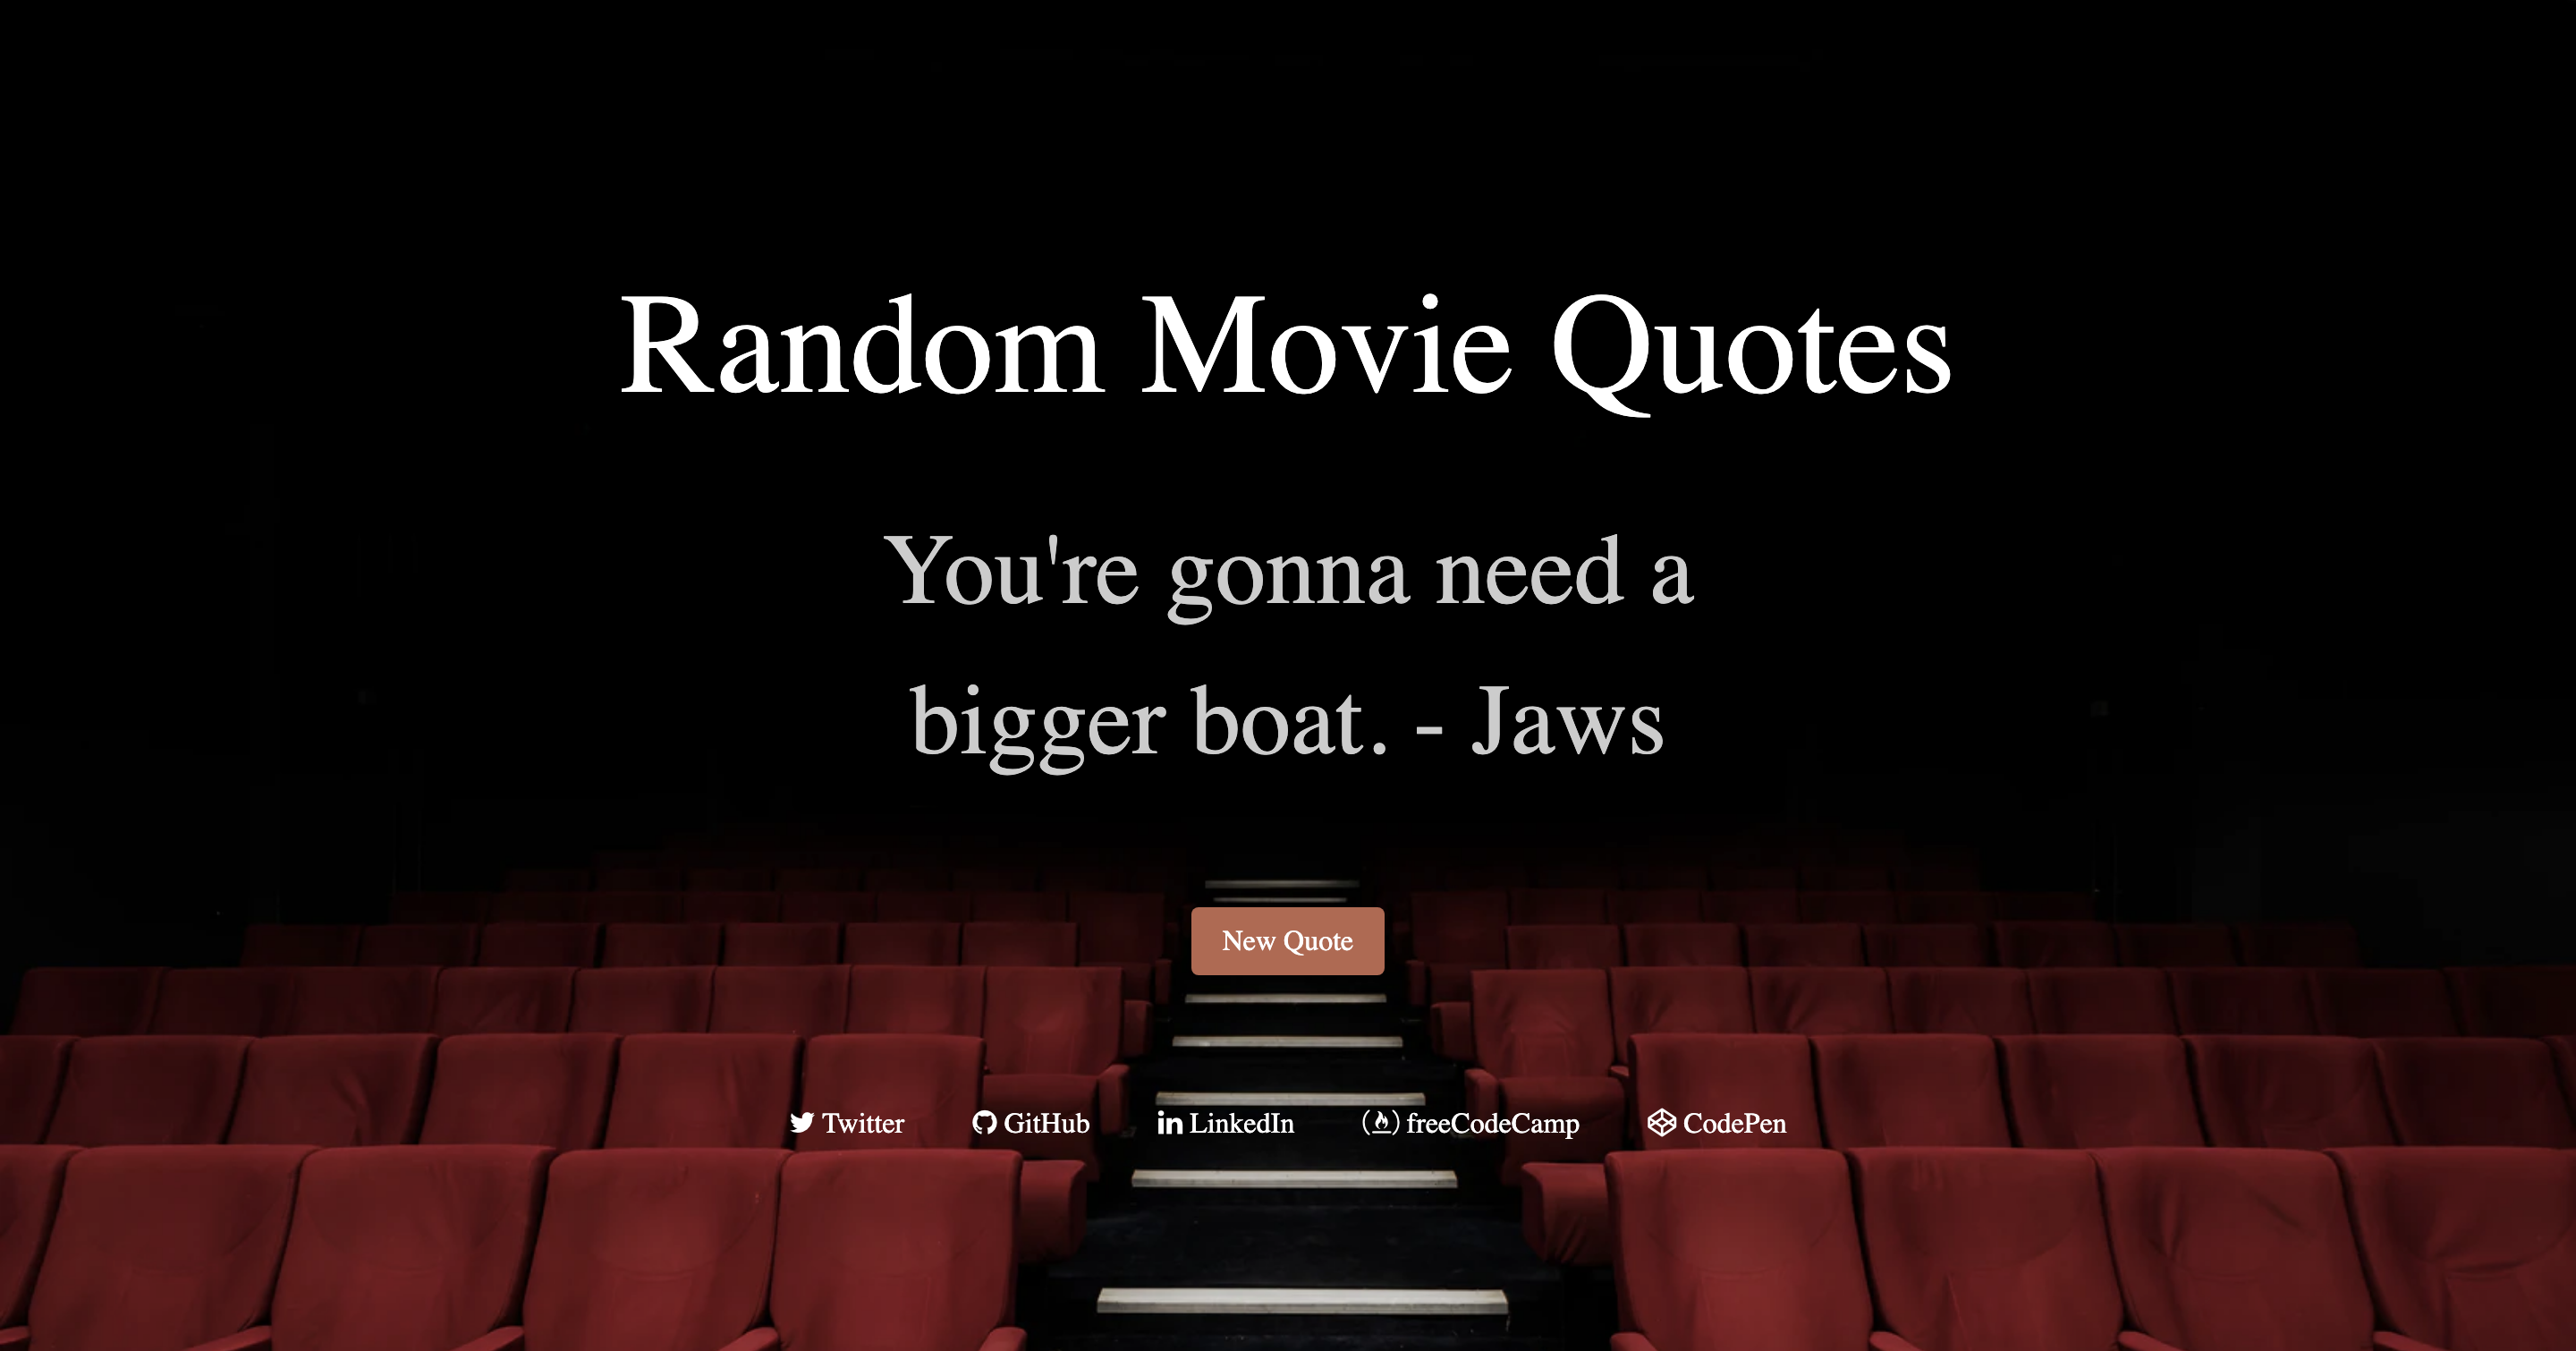 Random Movie Quotes
You're gonna need a
bigger boat. - Jaws
New Quote
Twitter GitHub LinkedIn freeCodeCamp CodePen